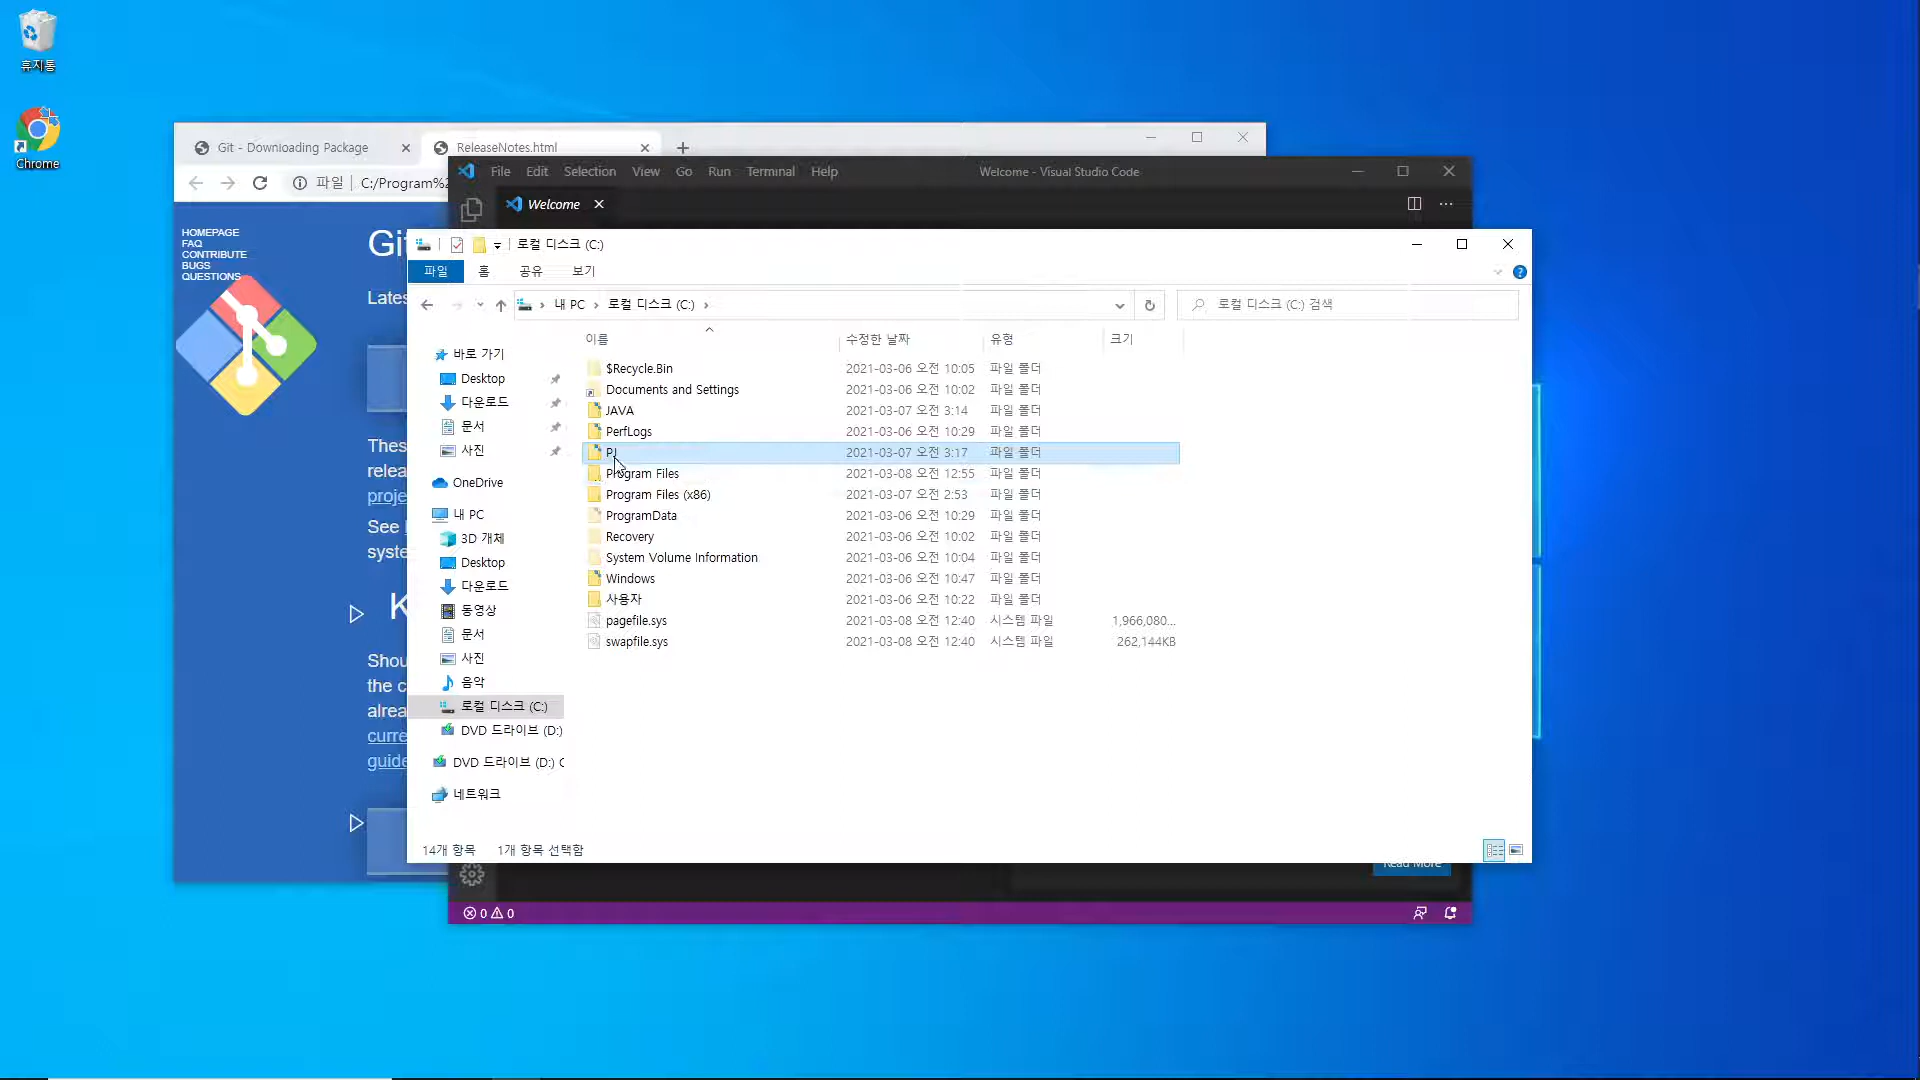 휴지통
Chrome
Git - Downloading Package
ReleaseNotes.html
파일
C:/Program%2
HOMEPAGE
FAQ
CONTRIBUTE
BUGS
QUESTIONS
File Edit Selection View Go Run Terminal Help
Welcome - Visual Studio Code
Welcome
로컬 디스크 (C:)
파일 홈 공유 보기
내 PC 로컬 디스크 (C:)
로컬 디스크 (C:) 검색
이름 수정한 날짜 유형 크기
$Recycle.Bin 2021-03-06 오전 10:05 파일 폴더
Documents and Settings 2021-03-06 오전 10:02 파일 폴더
JAVA 2021-03-07 오전 3:14 파일 폴더
PerfLogs 2021-03-06 오전 10:29 파일 폴더
PJ 2021-03-07 오전 3:17 파일 폴더
Program Files 2021-03-08 오전 12:55 파일 폴더
Program Files (x86) 2021-03-07 오전 2:53 파일 폴더
ProgramData 2021-03-06 오전 10:29 파일 폴더
Recovery 2021-03-06 오전 10:02 파일 폴더
System Volume Information 2021-03-06 오전 10:04 파일 폴더
Windows 2021-03-06 오전 10:47 파일 폴더
사용자 2021-03-06 오전 10:22 파일 폴더
pagefile.sys 2021-03-08 오전 12:40 시스템 파일 1,966,080...
swapfile.sys 2021-03-08 오전 12:40 시스템 파일 262,144KB
바로 가기
Desktop
다운로드
문서
사진
OneDrive
내 PC
3D 개체
Desktop
다운로드
동영상
문서
사진
음악
로컬 디스크 (C:)
DVD 드라이브 (D:)
DVD 드라이브 (D:) C
네트워크
14개 항목 1개 항목 선택함
Gi
Lates
Thes
relea
proje
See
syste
K
Shou
the c
alrea
curre
guide
Read More
0 0